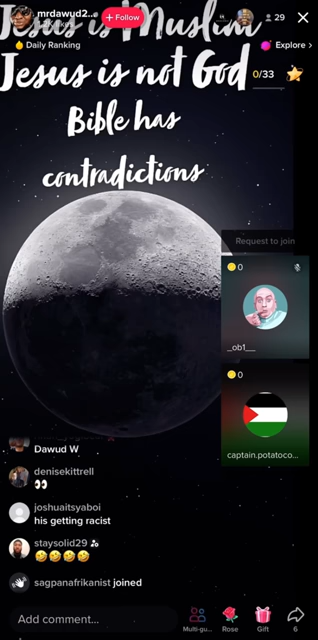 mrdawud2...
+ Follow
29
Daily Ranking
Explore >
Jesus is Muslim
Jesus is not God
0/33
Bible has
contradictions
Request to join
0
_ob1__
0
captain.potatoco...
Dawud W
denisekittrell
👀
joshuaitsyaboi
his getting racist
staysolid29
🤣🤣🤣🤣
sagpanafrikanist joined
Add comment...
Multi-gu...
Rose
Gift
6